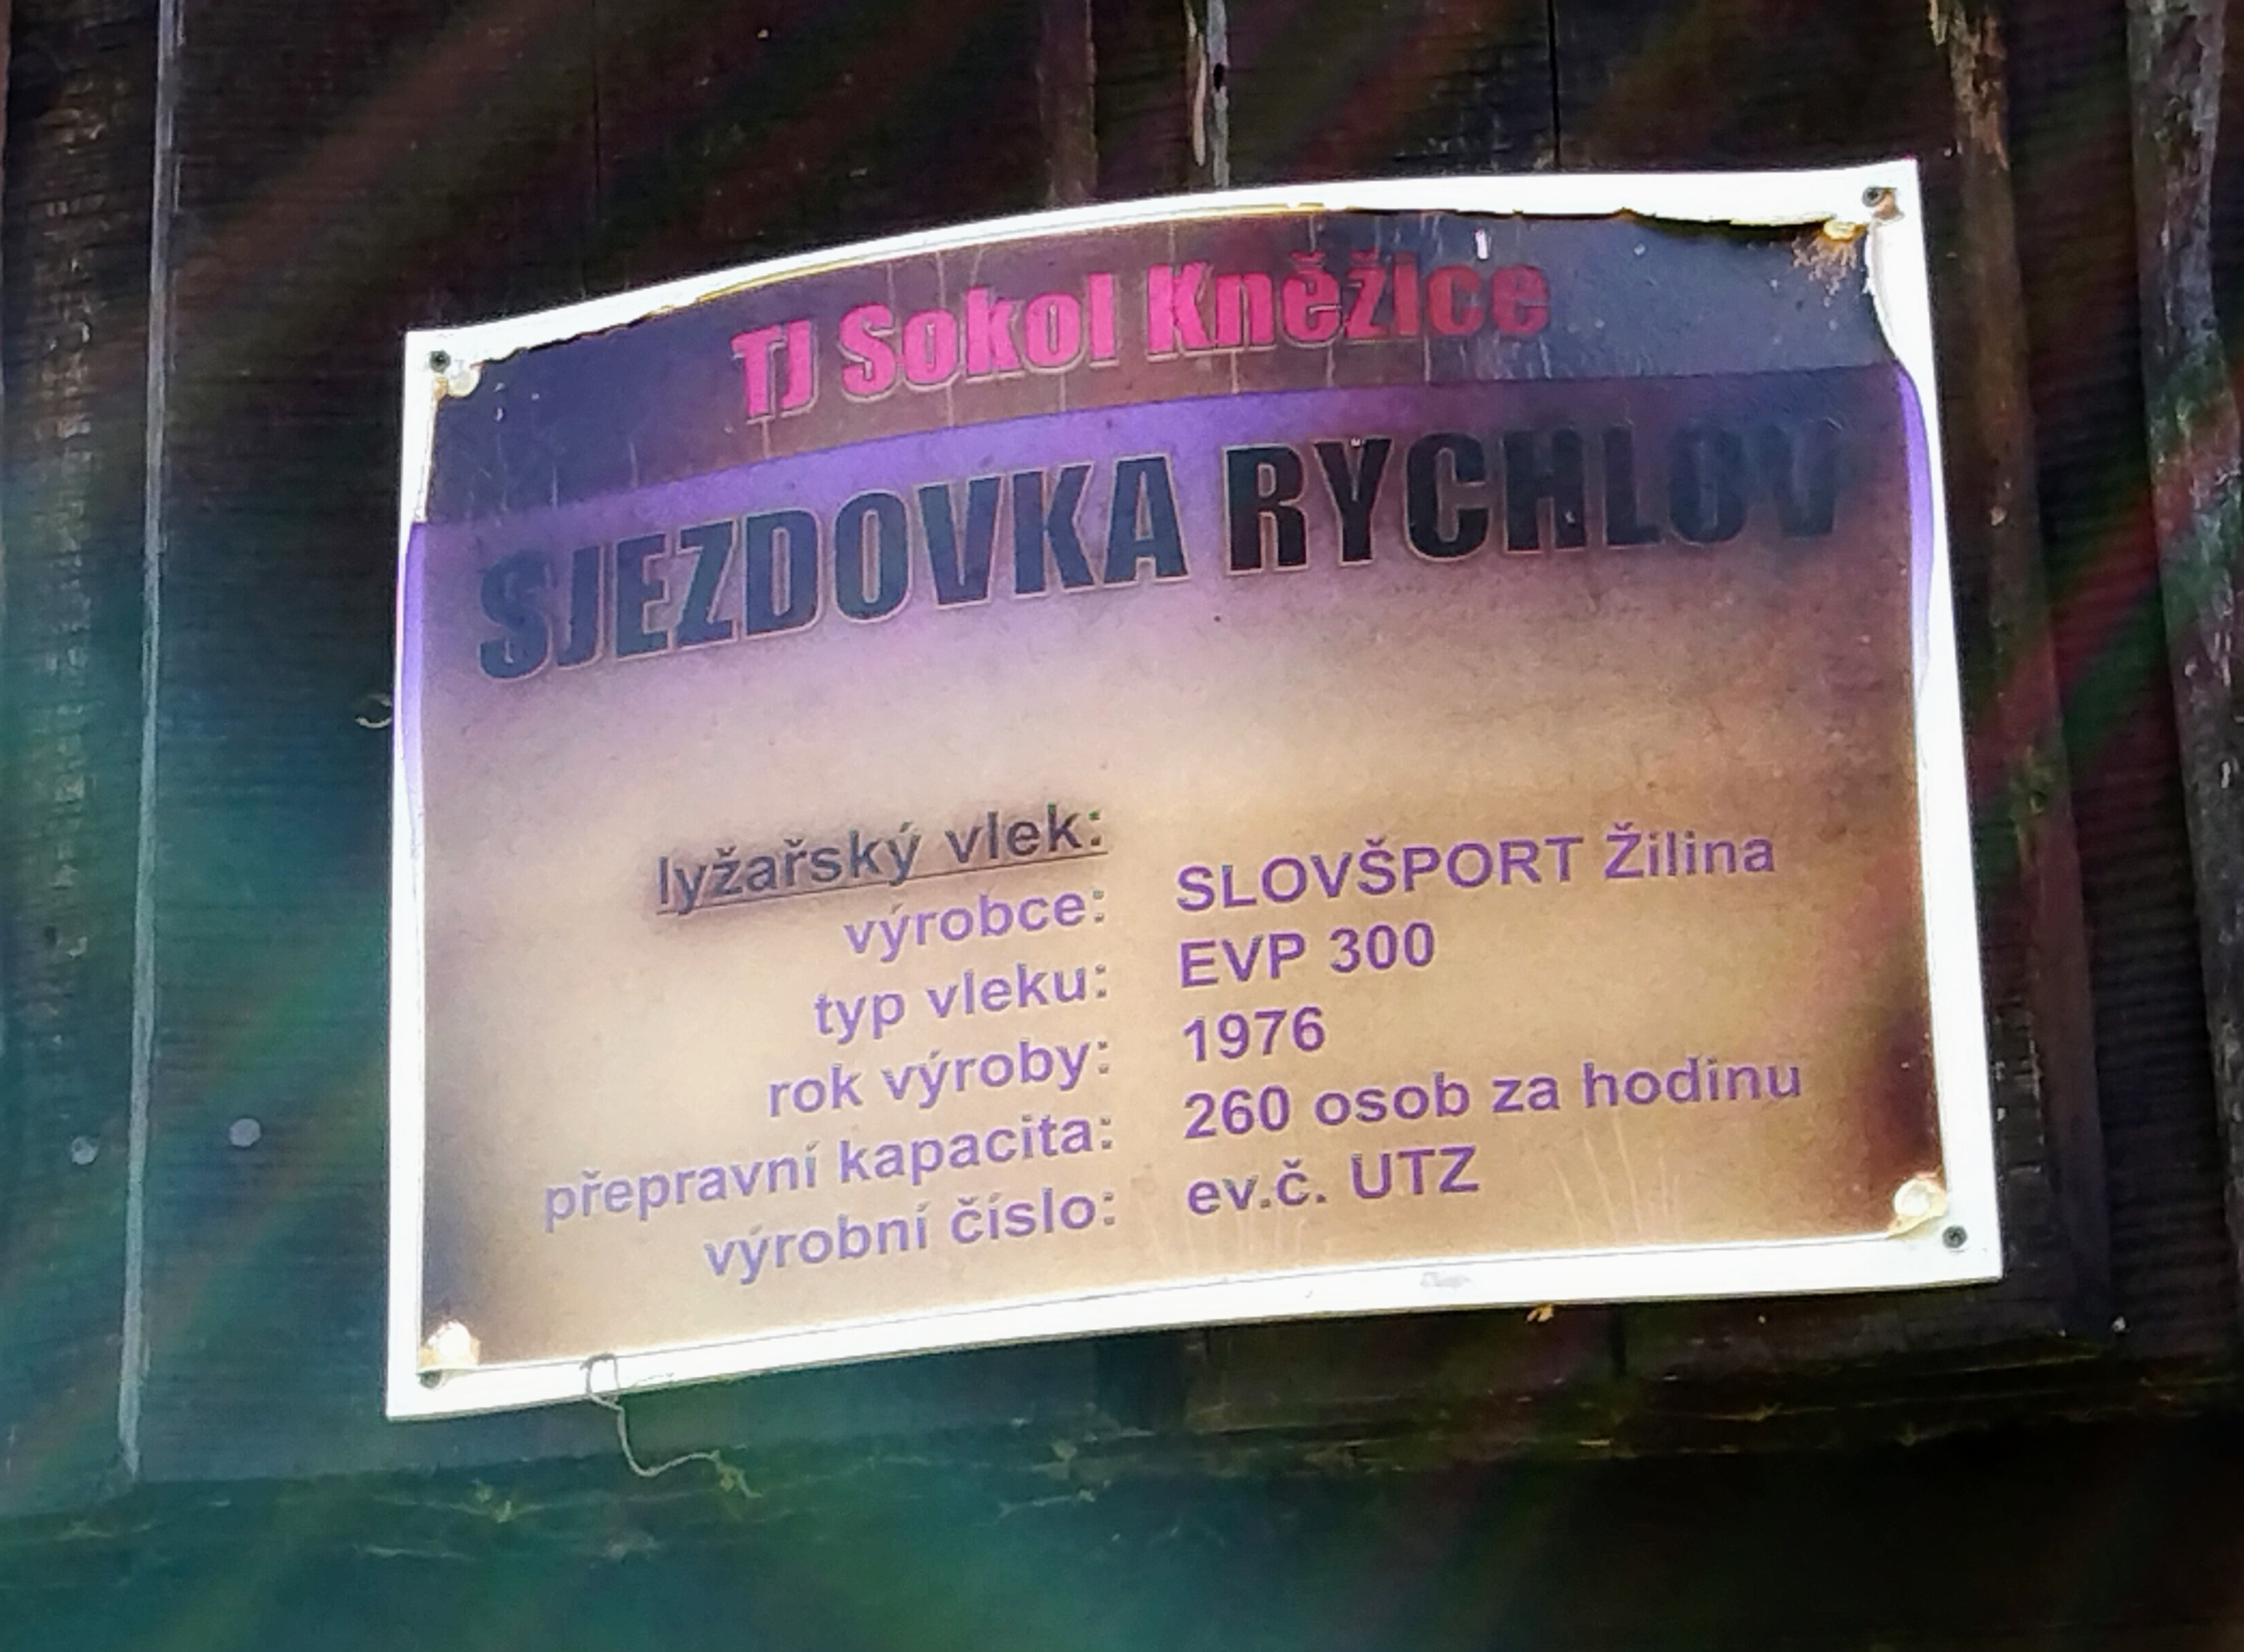 TJ Sokol Kněžice
SJEZDOVKA RYCHLOV
lyžařský vlek:
výrobce: SLOVŠPORT Žilina
typ vleku: EVP 300
rok výroby: 1976
přepravní kapacita: 260 osob za hodinu
výrobní číslo: ev.č. UTZ